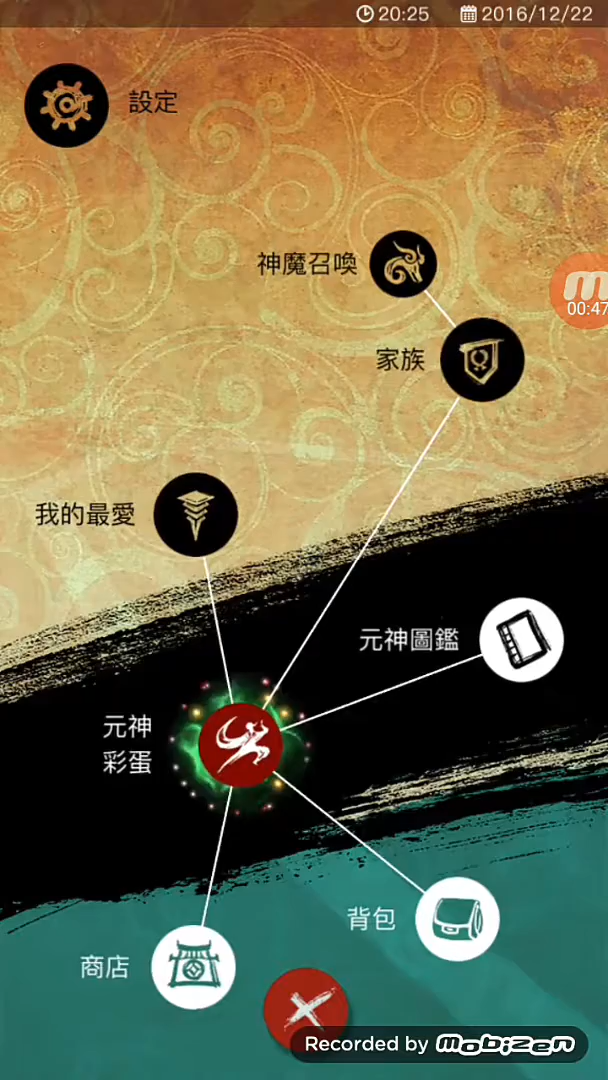 20:25 2016/12/22
設定
神魔召喚
00:47
家族
我的最愛
元神圖鑑
元神
彩蛋
背包
商店
Recorded by mobizen